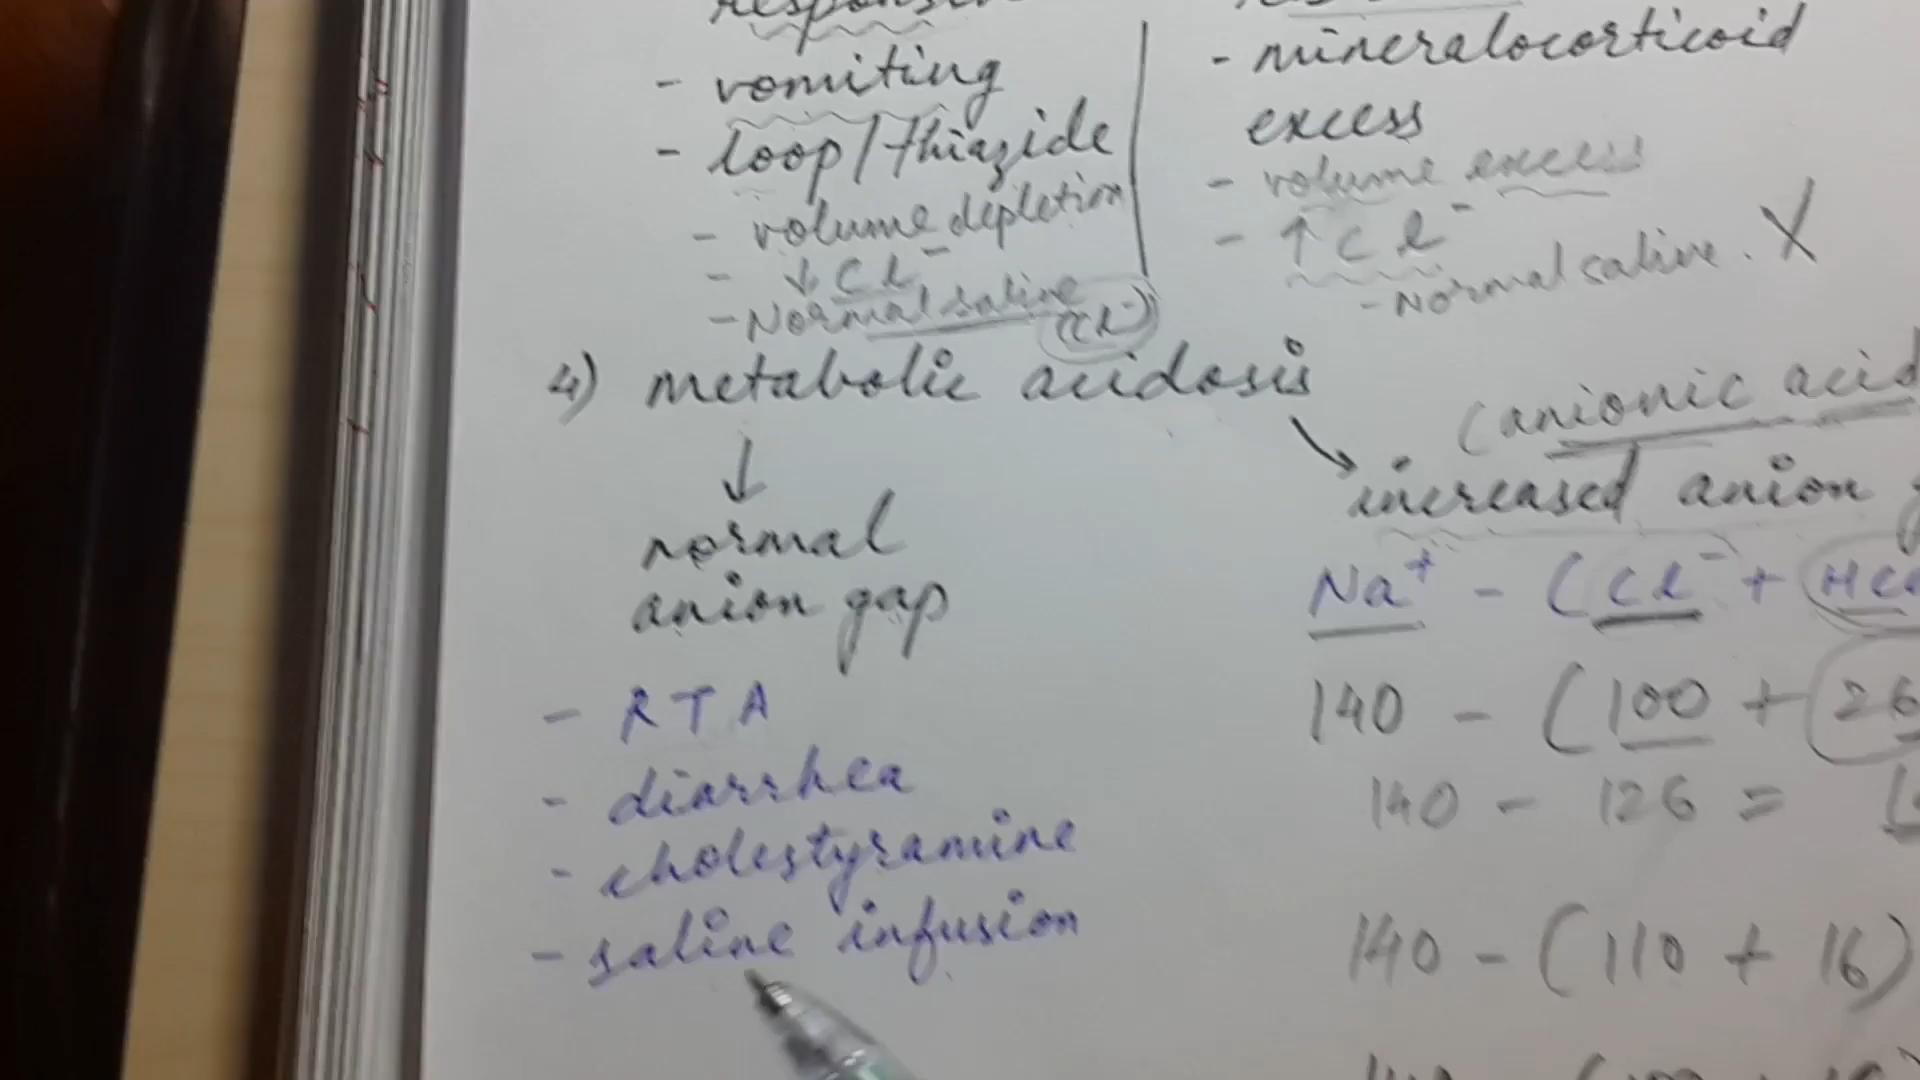 - vomiting
- loop/thiazide
- volume depletion
- ↓ Cl⁻
- Normal saline
(Cl⁻)
- mineralocorticoid
excess
- volume excess
- ↑ Cl⁻
- Normal saline. X
4) metabolic acidosis
↓
normal
anion gap
- RTA
- diarrhea
- cholestyramine
- saline infusion
(anionic acid
increased anion
Na⁺ - (Cl⁻ +
140 - (100 + 26
140 - 126 =
140 - (110 + 16)